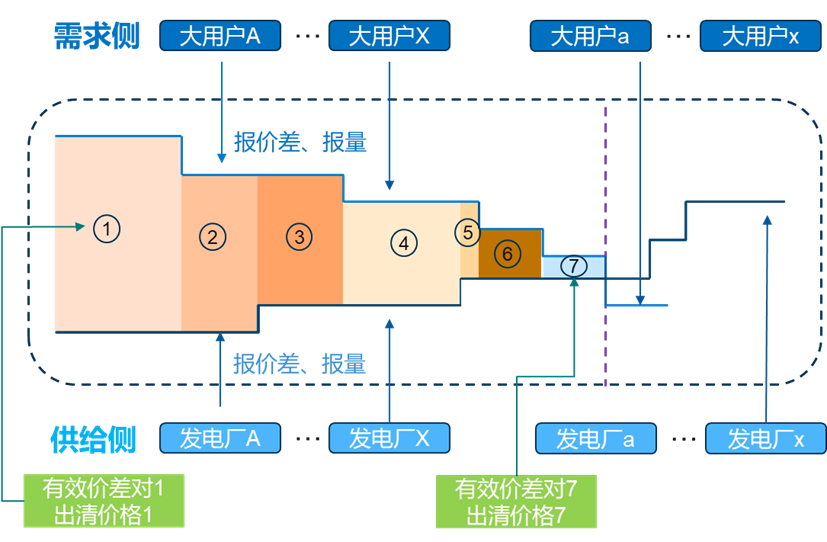 需求侧 大用户A ··· 大用户X 大用户a ··· 大用户x
报价差、报量
① ② ③ ④ ⑤ ⑥ ⑦
报价差、报量
供给侧 发电厂A ··· 发电厂X 发电厂a ··· 发电厂x
有效价差对1
出清价格1
有效价差对7
出清价格7